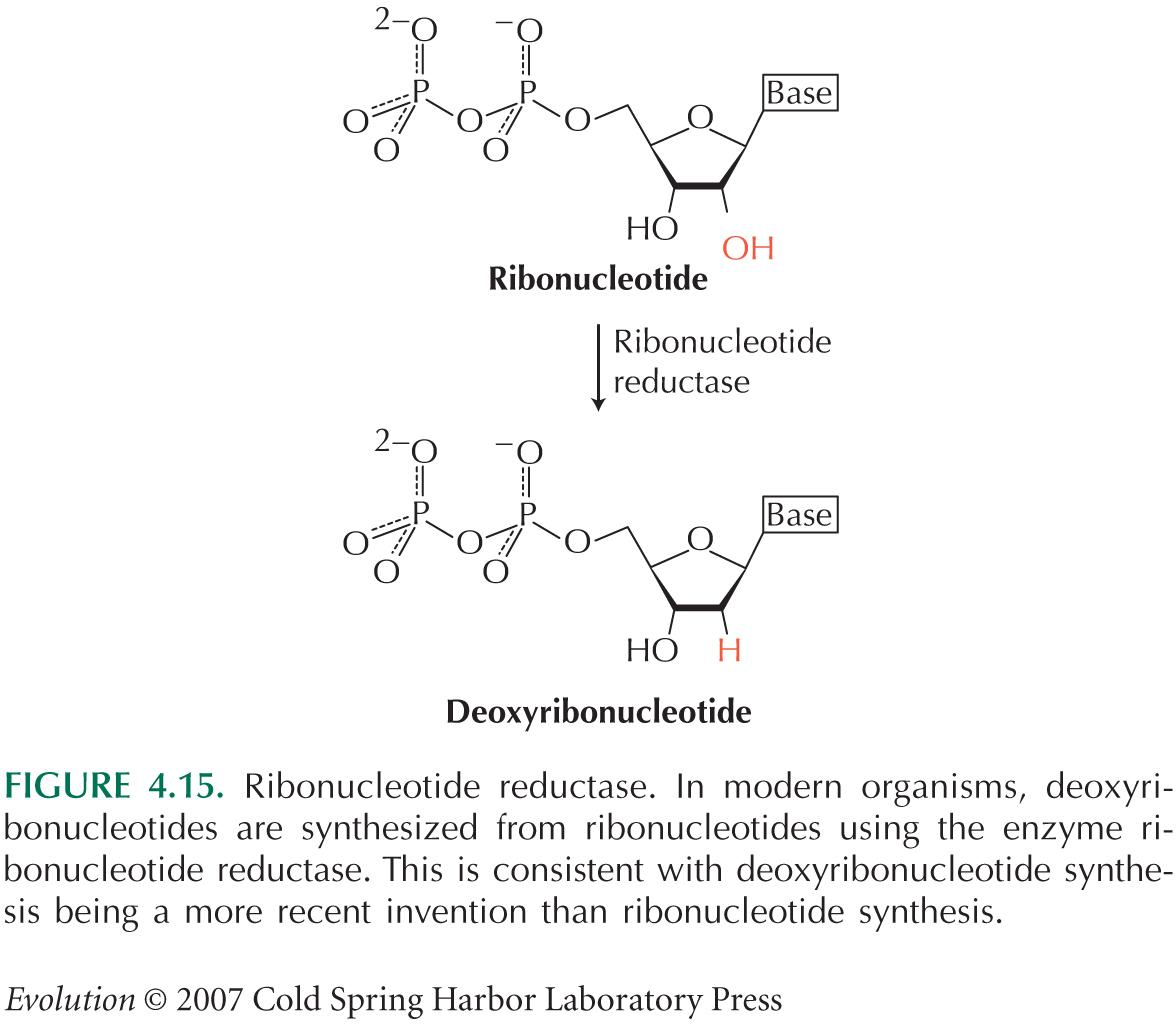 2–O –O
P P
O O O
O O
O
Base
HO
OH
Ribonucleotide
Ribonucleotide
reductase
2–O –O
P P
O O O
O O
O
Base
HO H
Deoxyribonucleotide
FIGURE 4.15. Ribonucleotide reductase. In modern organisms, deoxyri-
bonucleotides are synthesized from ribonucleotides using the enzyme ri-
bonucleotide reductase. This is consistent with deoxyribonucleotide synthe-
sis being a more recent invention than ribonucleotide synthesis.
Evolution © 2007 Cold Spring Harbor Laboratory Press